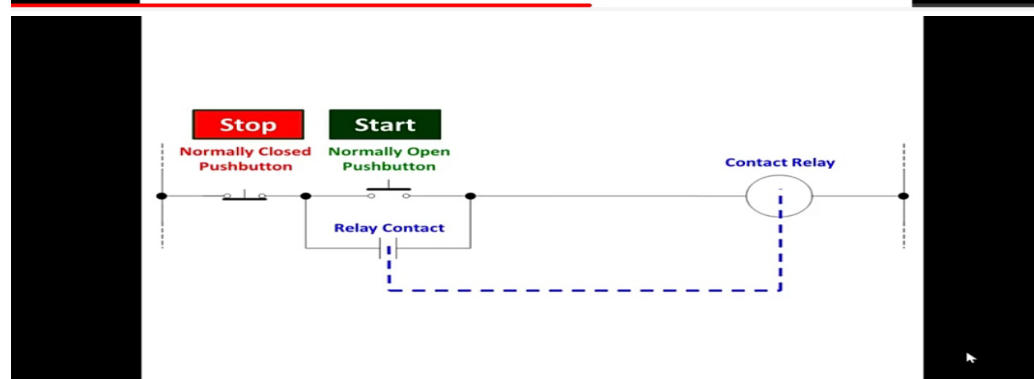 Stop
Start
Normally Closed
Pushbutton
Normally Open
Pushbutton
Contact Relay
Relay Contact